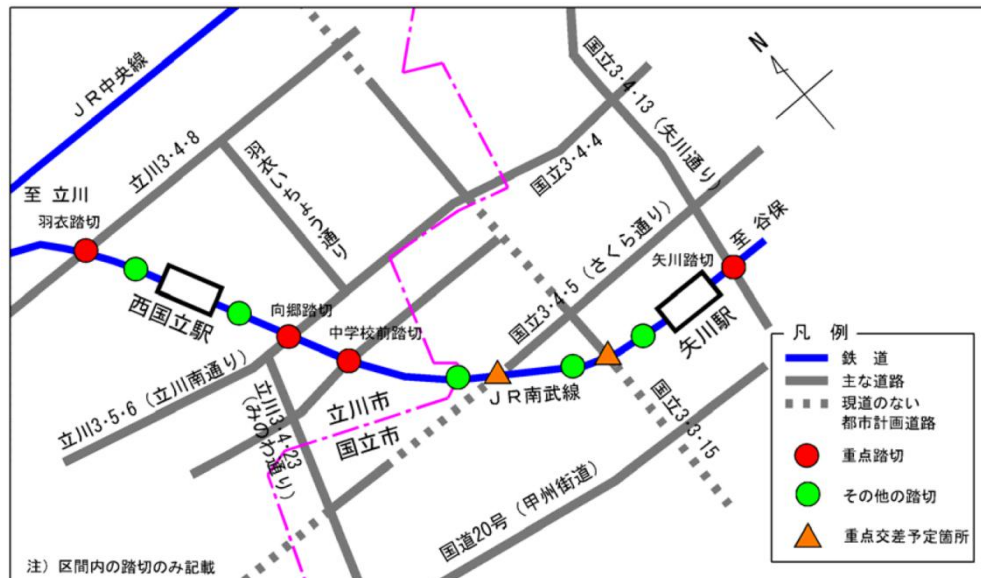 JR中央線
至 立川
羽衣踏切
立川3・4・8
羽衣いちょう通り
西国立駅
向郷踏切
中学校前踏切
立川3・5・6(立川南通り)
立川3・4・23
(みのわ通り)
立川市
国立市
JR南武線
国立3・4・4
国立3・4・13(矢川通り)
国立3・4・5(さくら通り)
矢川踏切
至 谷保
矢川駅
国立3・3・15
国道20号(甲州街道)
N
凡 例
鉄 道
主な道路
現道のない
都市計画道路
重点踏切
その他の踏切
重点交差予定箇所
注)区間内の踏切のみ記載